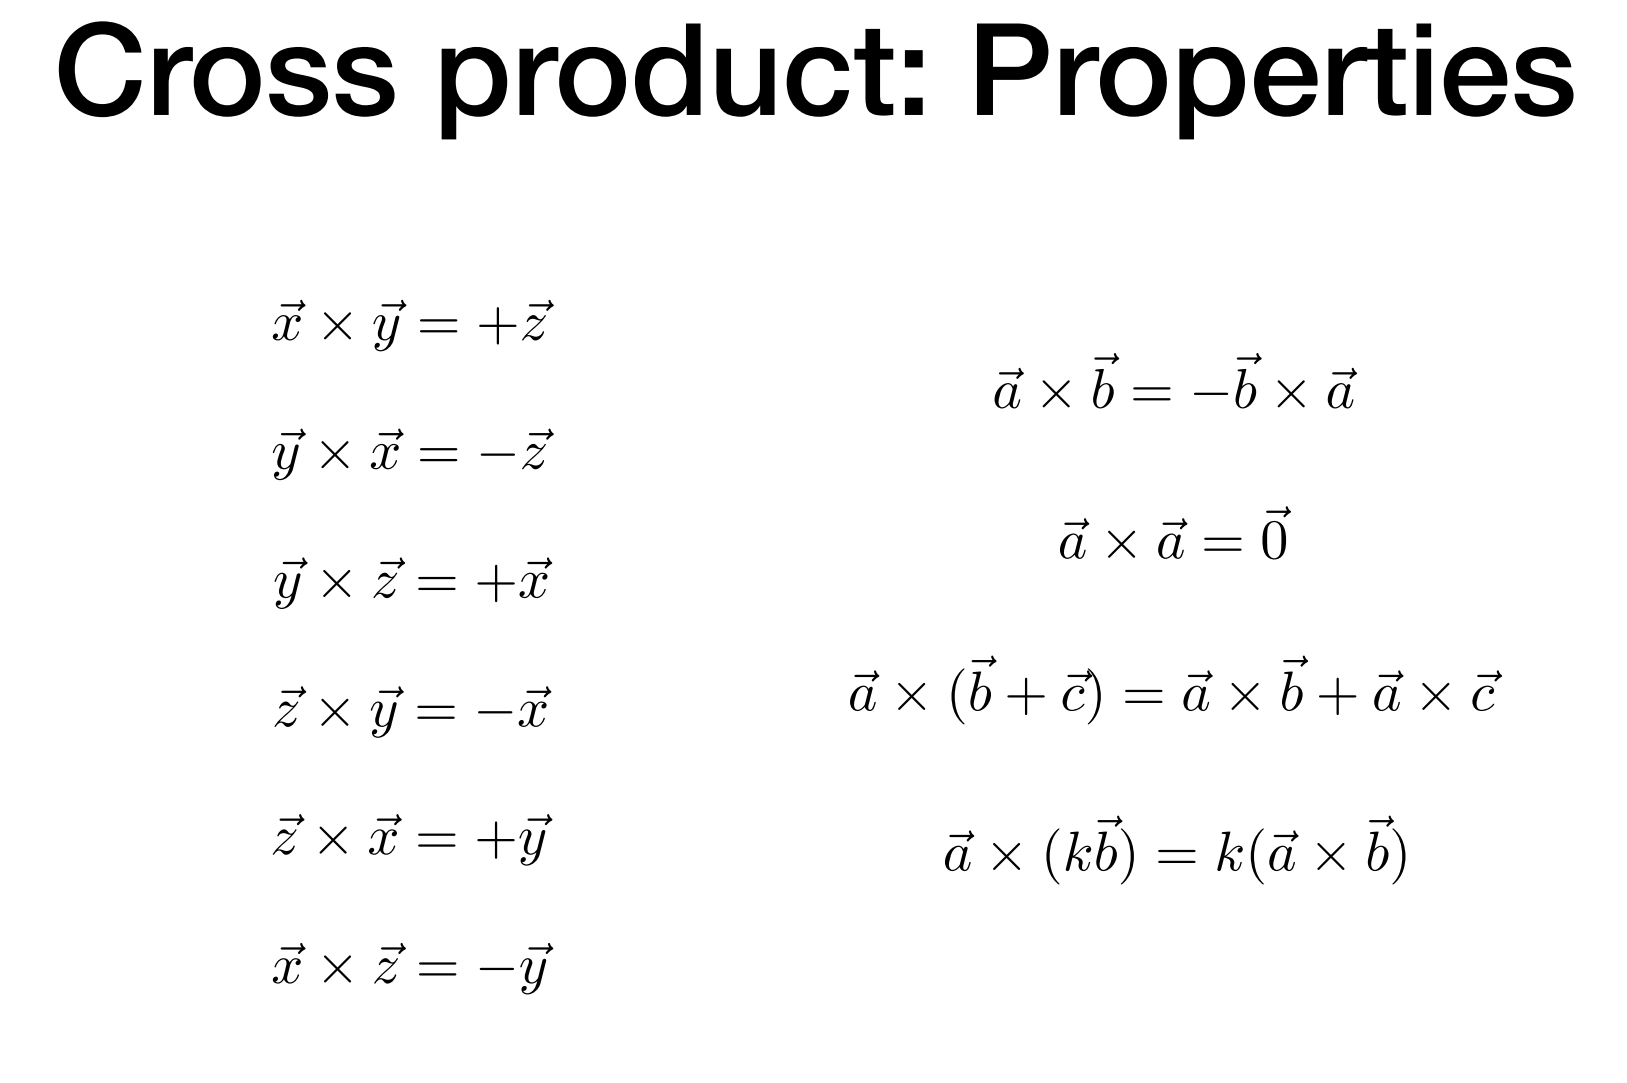 Cross product: Properties
$\vec{x} \times \vec{y} = +\vec{z}$
$\vec{y} \times \vec{x} = -\vec{z}$
$\vec{y} \times \vec{z} = +\vec{x}$
$\vec{z} \times \vec{y} = -\vec{x}$
$\vec{z} \times \vec{x} = +\vec{y}$
$\vec{x} \times \vec{z} = -\vec{y}$
$\vec{a} \times \vec{b} = -\vec{b} \times \vec{a}$
$\vec{a} \times \vec{a} = \vec{0}$
$\vec{a} \times (\vec{b} + \vec{c}) = \vec{a} \times \vec{b} + \vec{a} \times \vec{c}$
$\vec{a} \times (k\vec{b}) = k(\vec{a} \times \vec{b})$